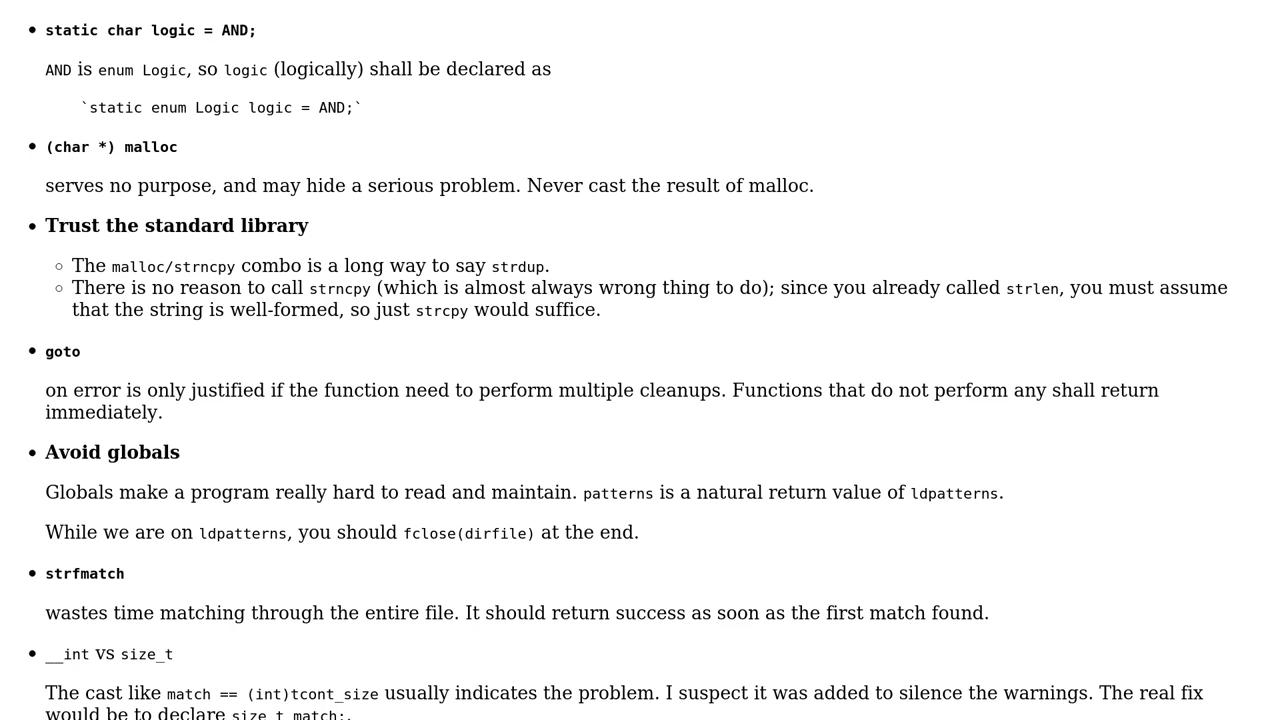 static char logic = AND;
AND is enum Logic, so logic (logically) shall be declared as
`static enum Logic logic = AND;`
(char *) malloc
serves no purpose, and may hide a serious problem. Never cast the result of malloc.
Trust the standard library
The malloc/strncpy combo is a long way to say strdup.
There is no reason to call strncpy (which is almost always wrong thing to do); since you already called strlen, you must assume
that the string is well-formed, so just strcpy would suffice.
goto
on error is only justified if the function need to perform multiple cleanups. Functions that do not perform any shall return
immediately.
Avoid globals
Globals make a program really hard to read and maintain. patterns is a natural return value of ldpatterns.
While we are on ldpatterns, you should fclose(dirfile) at the end.
strfmatch
wastes time matching through the entire file. It should return success as soon as the first match found.
__int vs size_t
The cast like match == (int)tcont_size usually indicates the problem. I suspect it was added to silence the warnings. The real fix
would be to declare size_t match;.